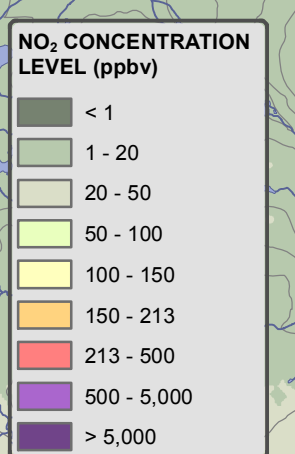 NO₂ CONCENTRATION
LEVEL (ppbv)
< 1
1 - 20
20 - 50
50 - 100
100 - 150
150 - 213
213 - 500
500 - 5,000
> 5,000